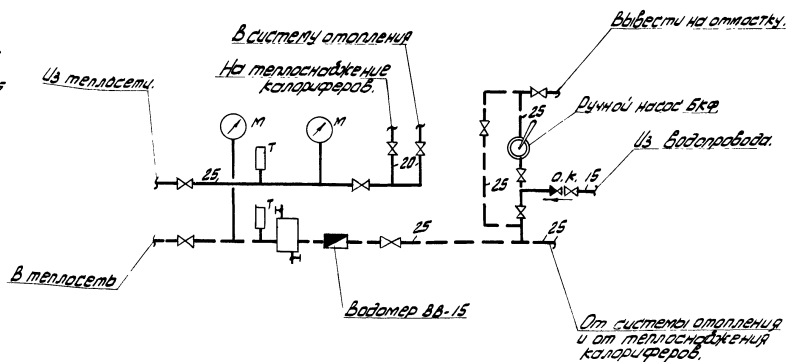 В систему отопления
Вывести на отмостку.
Из теплосети.
На теплоснабжение
калориферов.
25
Ручной насос БКФ
М
М
Т
Из водопровода.
20
о.к. 15
25
25
Т
25
25
В теплосеть
Водомер ВВ-15
От системы отопления
и от теплоснабжения
калориферов.